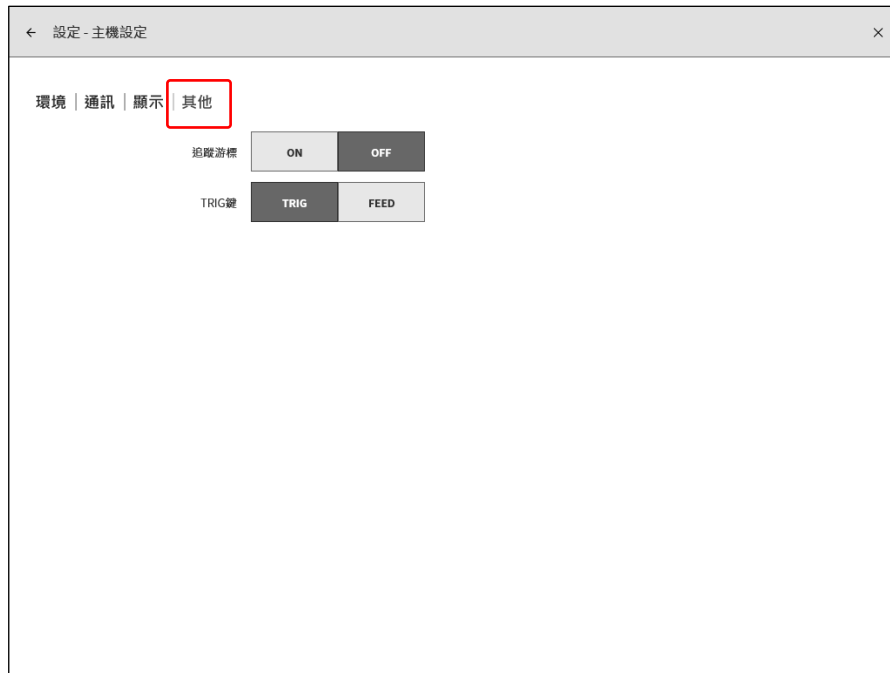 ← 設定 - 主機設定 ×
環境 | 通訊 | 顯示 | 其他
追蹤游標 ON OFF
TRIG鍵 TRIG FEED